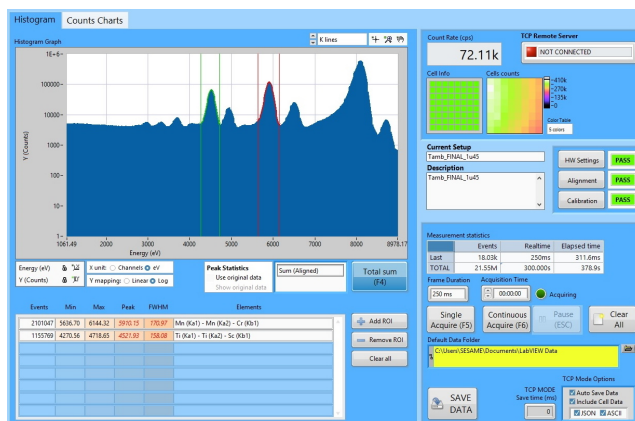 Histogram Counts Charts
Histogram Graph
K lines
1E+6
100000
10000
1000
100
10
1
Y (Counts)
1061.49 2000 3000 4000 5000 6000 7000 8000 8978.17
Energy (eV)
Energy (eV)
Y (Counts)
X unit: Channels eV
Y mapping: Linear Log
Peak Statistics
Use original data
Show original data
Sum (Aligned)
Total sum
(F4)
Events Min Max Peak FWHM Elements
2101047 5636.70 6144.32 5910.15 170.97 Mn (Ka1) - Mn (Ka2) - Cr (Kb1)
1155769 4270.56 4718.65 4521.93 158.08 Ti (Ka1) - Ti (Ka2) - Sc (Kb1)
Add ROI
Remove ROI
Clear all
Count Rate (cps)
72.11k
TCP Remote Server
NOT CONNECTED
Cell Info
Cells counts
410k
270k
135k
0
Color Table
5 colors
Current Setup
Tamb_FINAL_1u45
Description
Tamb_FINAL_1u45
HW Settings PASS
Alignment PASS
Calibration PASS
Measurement statistics
Events Realtime Elapsed time
Last 18.03k 250ms 311.6ms
TOTAL 21.55M 300.000s 378.9s
Frame Duration
250 ms
Acquisition Time
00:00:00
Acquiring
Single
Acquire (F5)
Continuous
Acquire (F6)
Pause
(ESC)
Clear
All
Default Data Folder
C:\Users\SESAME\Documents\LabVIEW Data
SAVE
DATA
TCP MODE
Save time (ms)
0
TCP Mode Options
Auto Save Data
Include Cell Data
JSON ASCII